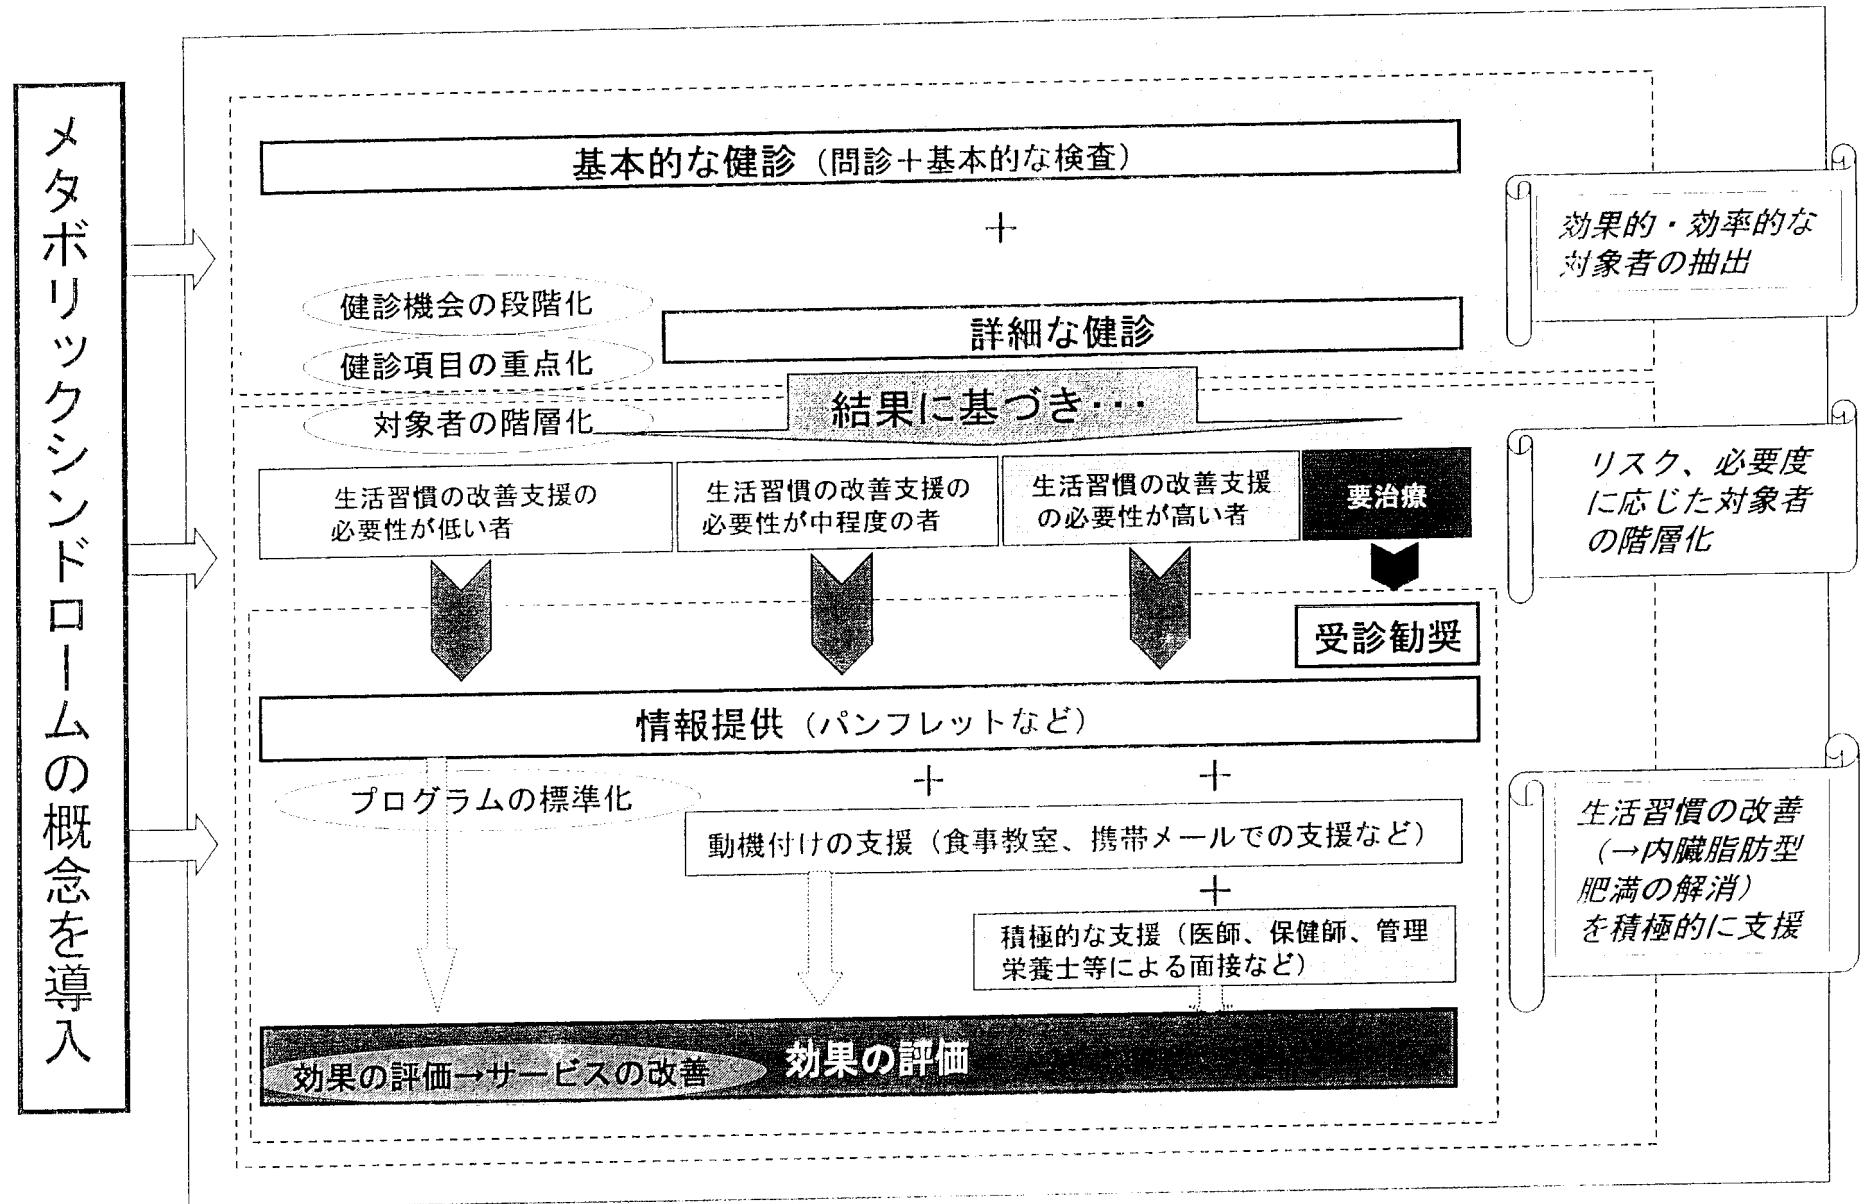 メタボリックシンドロームの概念を導入
基本的な健診（問診＋基本的な検査）
＋
健診機会の段階化
詳細な健診
健診項目の重点化
結果に基づき･･･
対象者の階層化
生活習慣の改善支援の
必要性が低い者
生活習慣の改善支援の
必要性が中程度の者
生活習慣の改善支援
の必要性が高い者
要治療
受診勧奨
情報提供（パンフレットなど）
プログラムの標準化
＋
＋
動機付けの支援（食事教室、携帯メールでの支援など）
＋
積極的な支援（医師、保健師、管理
栄養士等による面接など）
効果の評価→サービスの改善
効果の評価
効果的・効率的な
対象者の抽出
リスク、必要度
に応じた対象者
の階層化
生活習慣の改善
（→内臓脂肪型
肥満の解消）
を積極的に支援